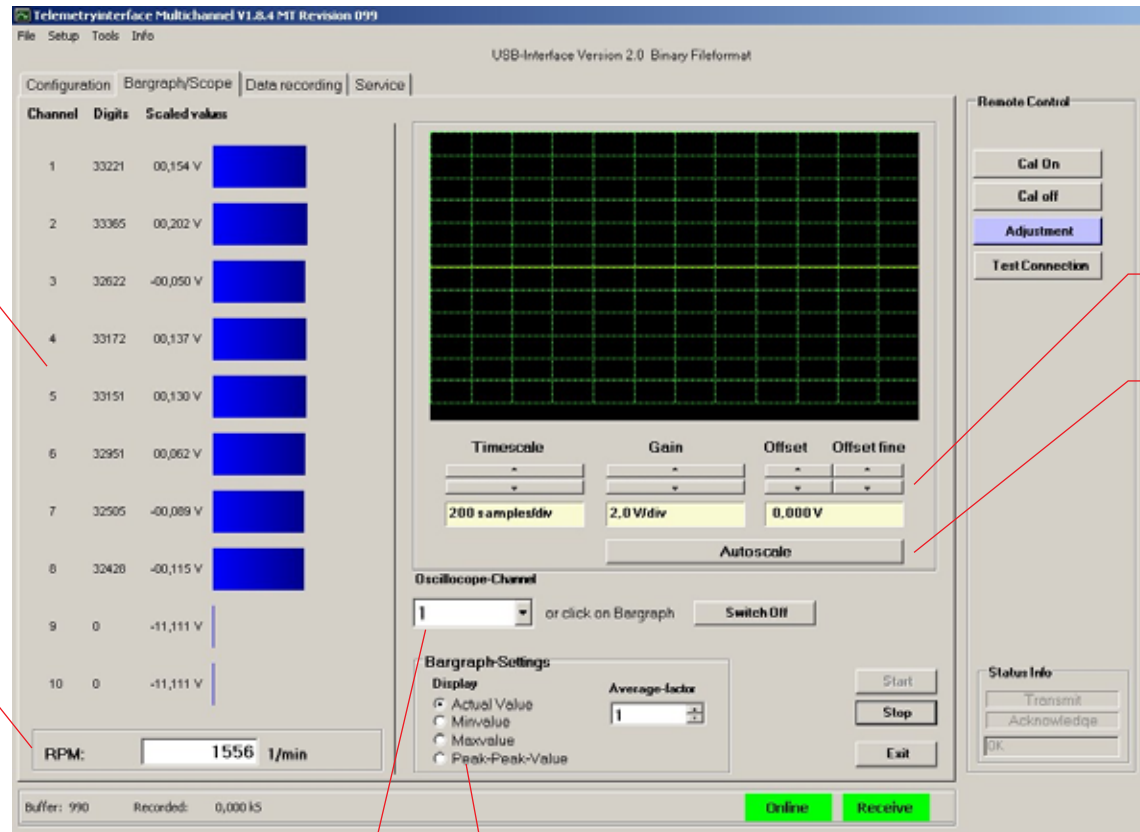 Telemetryinterface Multichannel V1.8.4 MT Revision 099
File Setup Tools Info
USB-Interface Version 2.0 Binary Fileformat
Configuration Bargraph/Scope Data recording Service
Channel Digits Scaled values
1 33221 00,154 V
2 33365 00,202 V
3 32622 -00,050 V
4 33172 00,137 V
5 33151 00,130 V
6 32951 00,062 V
7 32505 -00,089 V
8 32428 -00,115 V
9 0 -11,111 V
10 0 -11,111 V
RPM: 1556 1/min
Timescale Gain Offset Offset fine
200 samples/div 2,0 V/div 0,000 V
Autoscale
Oscillocope-Channel
1 or click on Bargraph Switch Off
Bargraph-Settings
Display Average-factor
Actual Value
1
Minvalue
Maxvalue
Peak-Peak-Value
Start
Stop
Exit
Remote Control
Cal On
Cal off
Adjustment
Test Connection
Status Info
Transmit
Acknowledge
OK
Buffer: 990 Recorded: 0,000 kS Online Receive